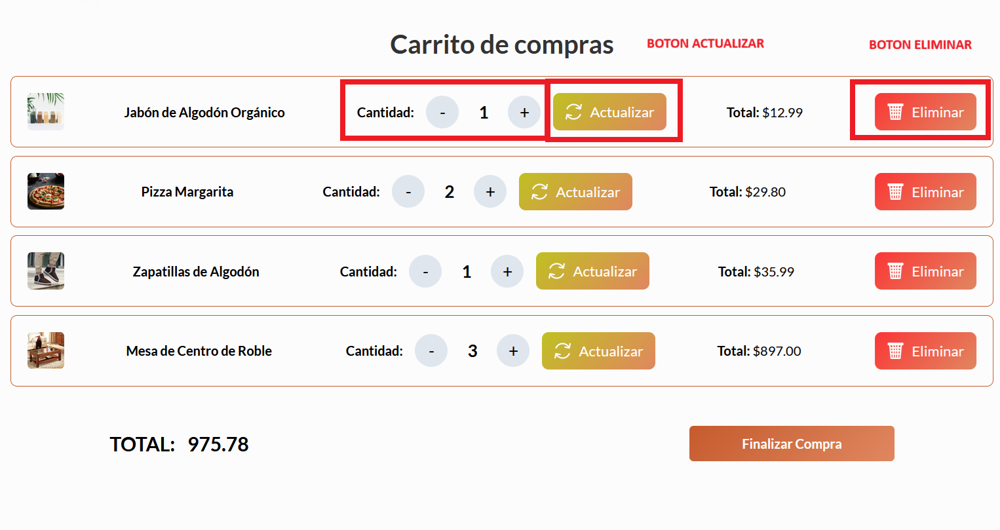 Carrito de compras BOTON ACTUALIZAR BOTON ELIMINAR
Jabón de Algodón Orgánico Cantidad: - 1 + Actualizar Total: $12.99 Eliminar
Pizza Margarita Cantidad: - 2 + Actualizar Total: $29.80 Eliminar
Zapatillas de Algodón Cantidad: - 1 + Actualizar Total: $35.99 Eliminar
Mesa de Centro de Roble Cantidad: - 3 + Actualizar Total: $897.00 Eliminar
TOTAL: 975.78 Finalizar Compra